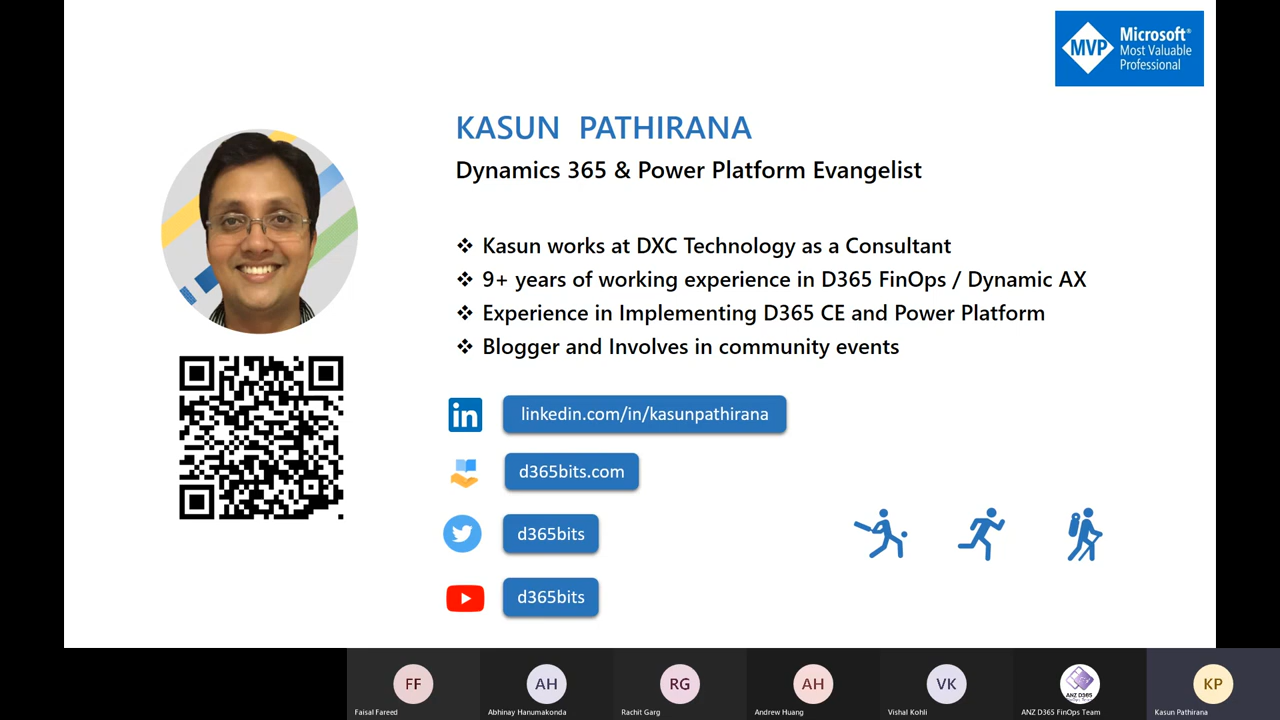 MVP
Microsoft®
Most Valuable
Professional
KASUN PATHIRANA
Dynamics 365 & Power Platform Evangelist
❖ Kasun works at DXC Technology as a Consultant
❖ 9+ years of working experience in D365 FinOps / Dynamic AX
❖ Experience in Implementing D365 CE and Power Platform
❖ Blogger and Involves in community events
in
linkedin.com/in/kasunpathirana
d365bits.com
d365bits
d365bits
FF
Faisal Fareed
AH
Abhinay Hanumakonda
RG
Rachit Garg
AH
Andrew Huang
VK
Vishal Kohli
ANZ D365
ANZ D365 FinOps Team
KP
Kasun Pathirana